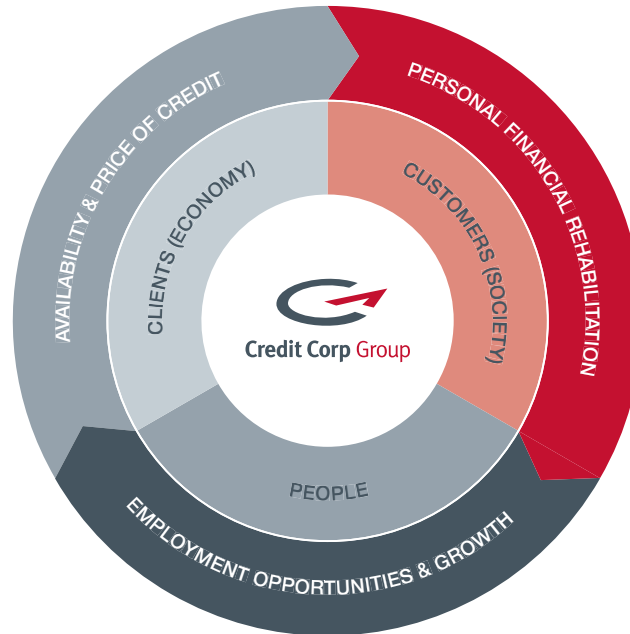 AVAILABILITY & PRICE OF CREDIT
PERSONAL FINANCIAL REHABILITATION
CLIENTS (ECONOMY)
CUSTOMERS (SOCIETY)
Credit Corp Group
PEOPLE
EMPLOYMENT OPPORTUNITIES & GROWTH